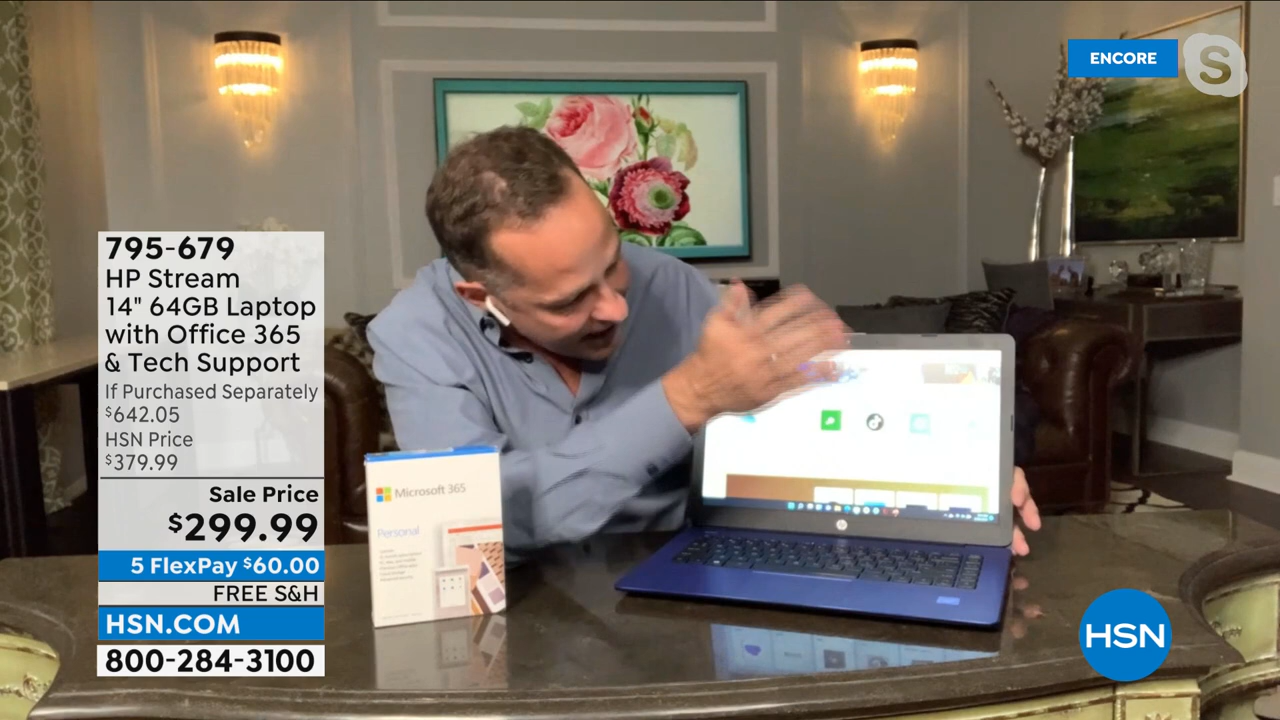 ENCORE
S
795-679
HP Stream
14" 64GB Laptop
with Office 365
& Tech Support
If Purchased Separately
$642.05
HSN Price
$379.99
Sale Price
$299.99
5 FlexPay $60.00
FREE S&H
HSN.COM
800-284-3100
Microsoft 365
Personal
hp
HSN